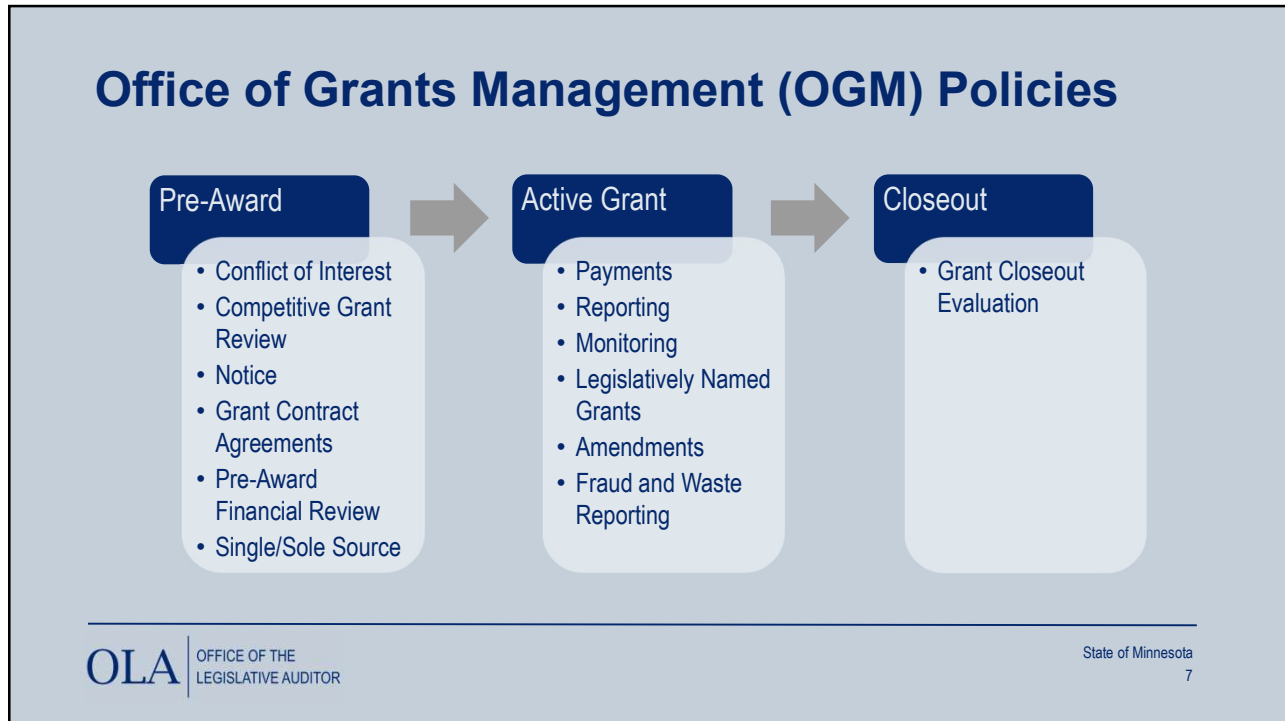 Office of Grants Management (OGM) Policies
Pre-Award
• Conflict of Interest
• Competitive Grant
Review
• Notice
• Grant Contract
Agreements
• Pre-Award
Financial Review
• Single/Sole Source
Active Grant
• Payments
• Reporting
• Monitoring
• Legislatively Named
Grants
• Amendments
• Fraud and Waste
Reporting
Closeout
• Grant Closeout
Evaluation
OLA
OFFICE OF THE
LEGISLATIVE AUDITOR
State of Minnesota
7